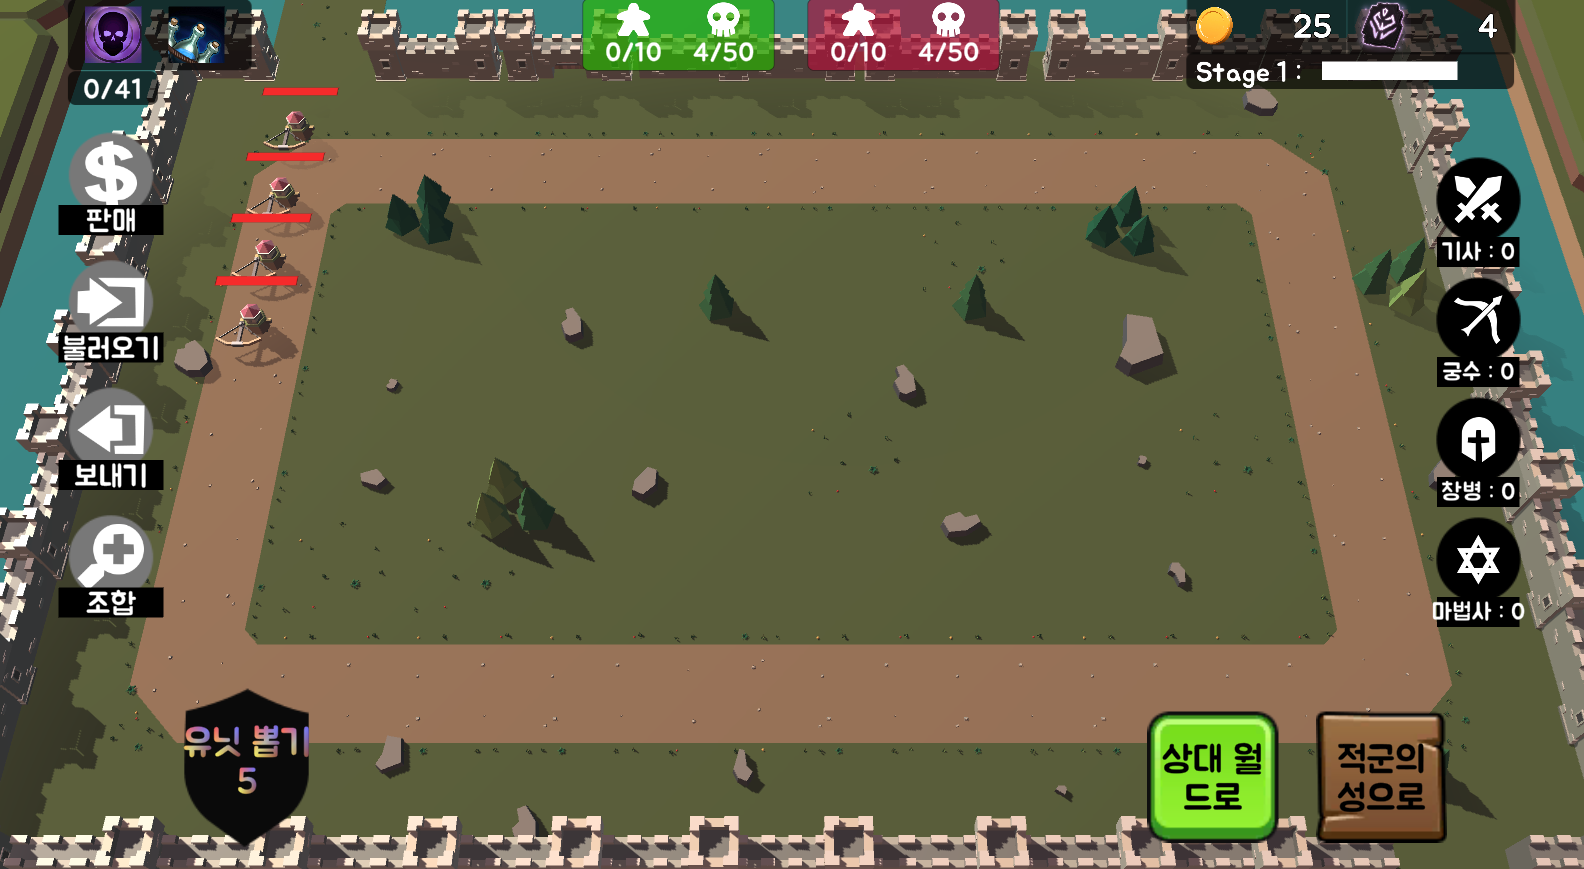 0/41
0/10 4/50
0/10 4/50
25 4
Stage 1 :
판매
불러오기
보내기
조합
기사 : 0
궁수 : 0
창병 : 0
마법사 : 0
유닛 뽑기
5
상대 월
드로
적군의
성으로